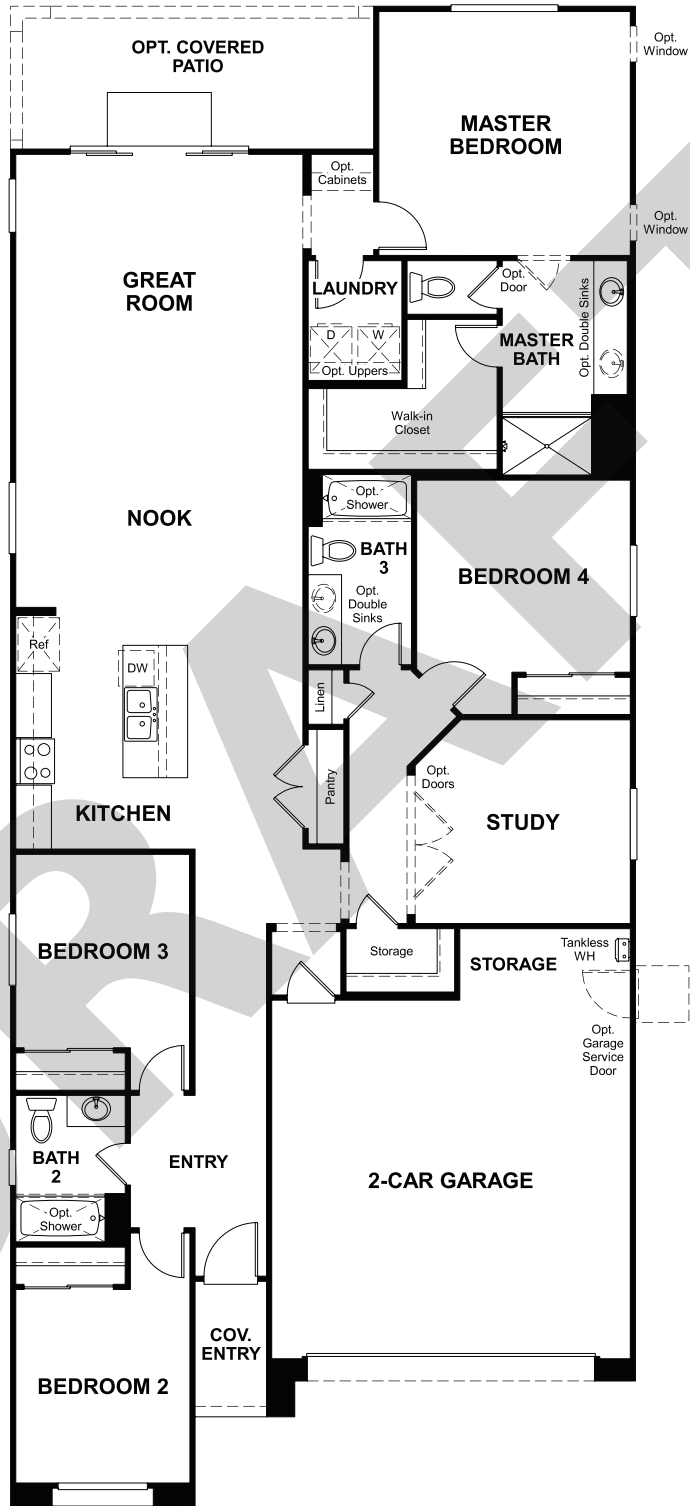 OPT. COVERED
PATIO
Opt.
Window
MASTER
BEDROOM
Opt.
Cabinets
Opt.
Window
GREAT
ROOM
LAUNDRY
Opt.
Door
D
W
Opt. Uppers
MASTER
BATH
Opt. Double Sinks
Walk-in
Closet
NOOK
Opt.
Shower
BATH
3
Opt.
Double
Sinks
BEDROOM 4
Ref
DW
Linen
Pantry
KITCHEN
Opt.
Doors
STUDY
BEDROOM 3
Storage
STORAGE
Tankless
WH
Opt.
Garage
Service
Door
BATH
2
Opt.
Shower
ENTRY
2-CAR GARAGE
COV.
ENTRY
BEDROOM 2
DRAFT